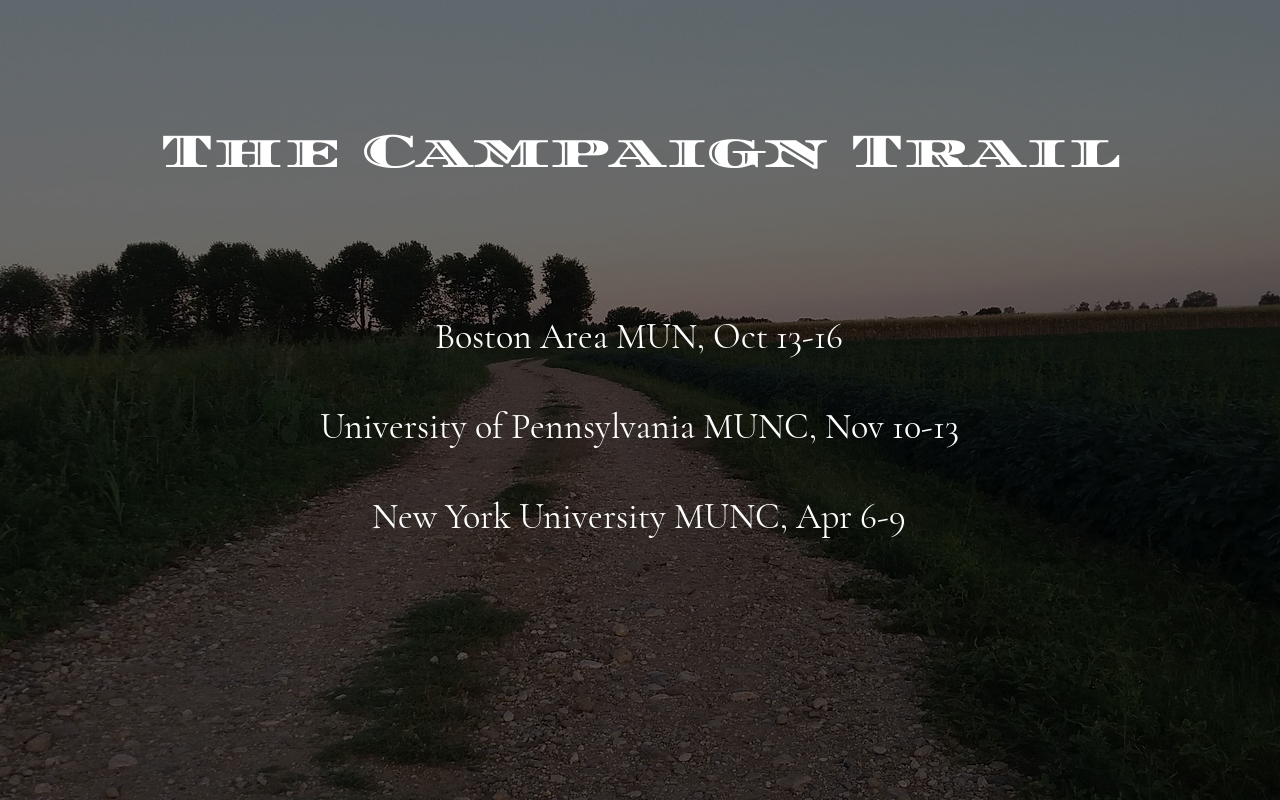 The Campaign Trail
Boston Area MUN, Oct 13-16
University of Pennsylvania MUNC, Nov 10-13
New York University MUNC, Apr 6-9